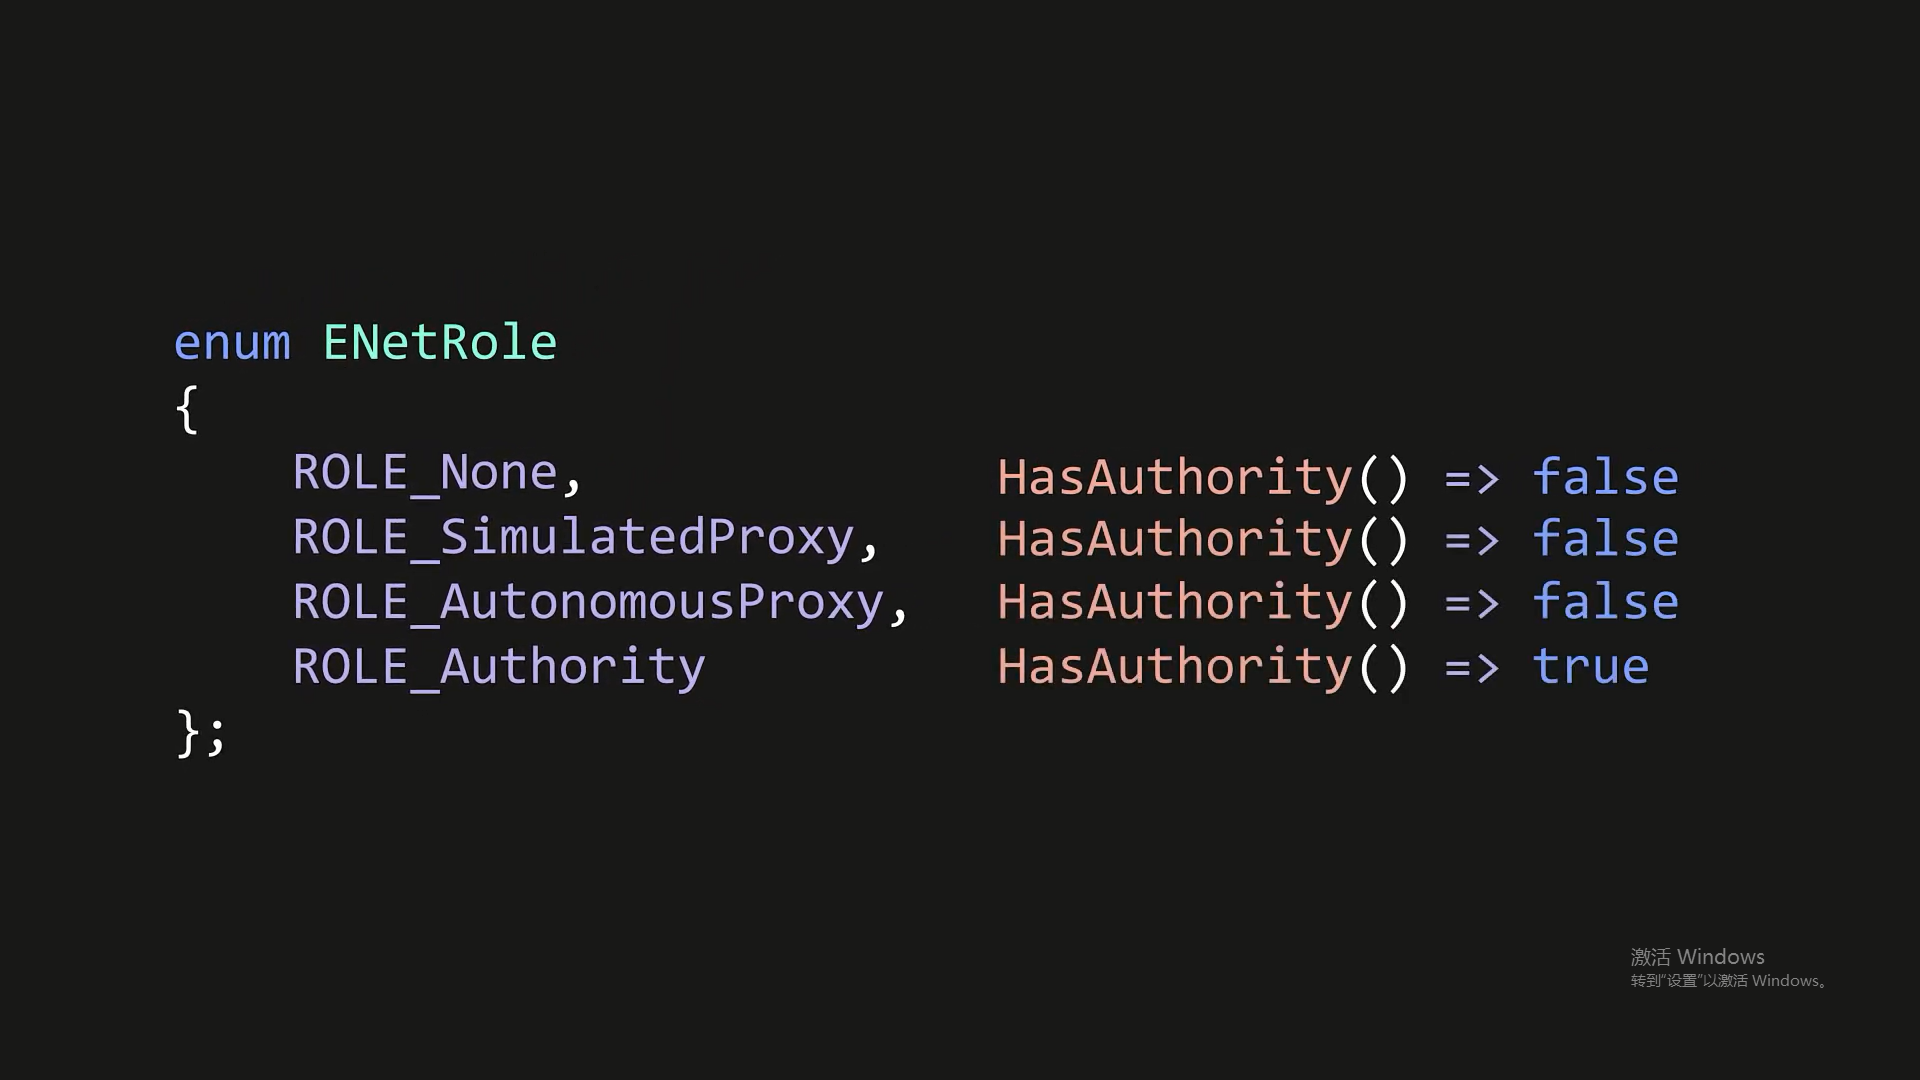 enum ENetRole
{
ROLE_None, HasAuthority() => false
ROLE_SimulatedProxy, HasAuthority() => false
ROLE_AutonomousProxy, HasAuthority() => false
ROLE_Authority HasAuthority() => true
};
激活 Windows
转到“设置”以激活 Windows。